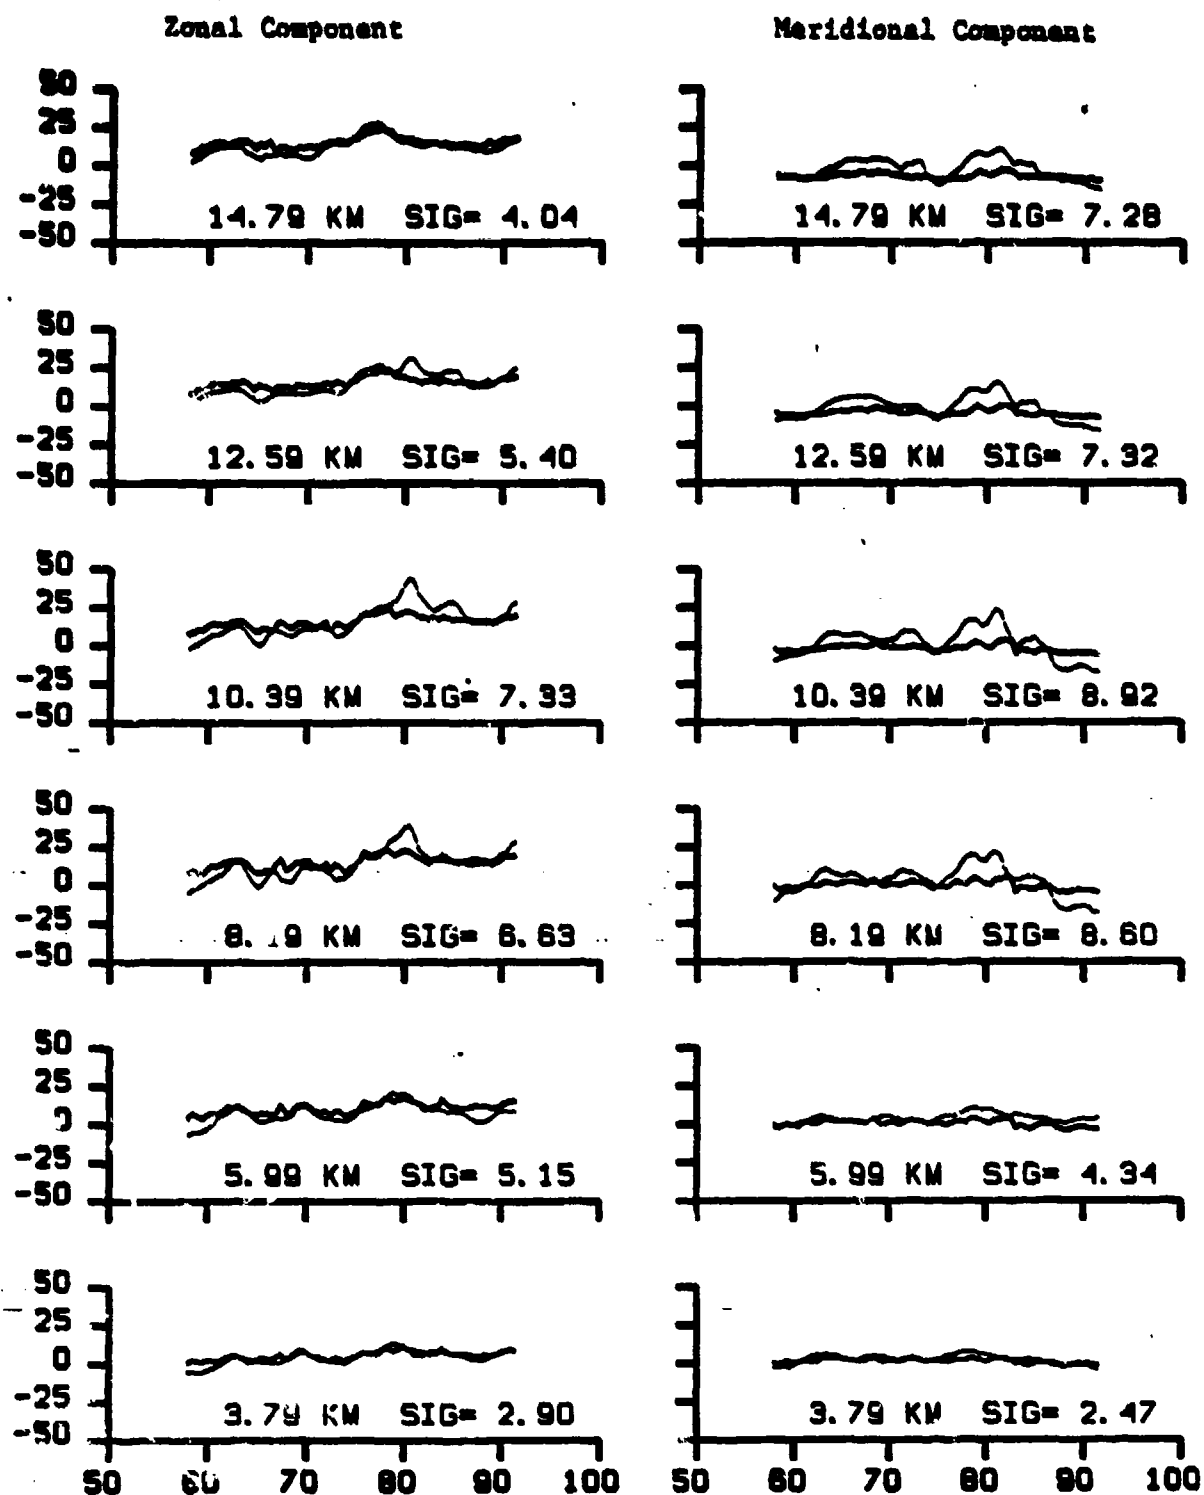 Zonal Component
Meridional Component
50
25
0
-25
-50
14.79 KM SIG= 4.04
14.79 KM SIG= 7.28
50
25
0
-25
-50
12.59 KM SIG= 5.40
12.59 KM SIG= 7.32
50
25
0
-25
-50
10.39 KM SIG= 7.33
10.39 KM SIG= 8.92
50
25
0
-25
-50
8.19 KM SIG= 6.63
8.19 KM SIG= 8.60
50
25
0
-25
-50
5.99 KM SIG= 5.15
5.99 KM SIG= 4.34
50
25
0
-25
-50
3.79 KM SIG= 2.90
3.79 KM SIG= 2.47
50 60 70 80 90 100
50 60 70 80 90 100